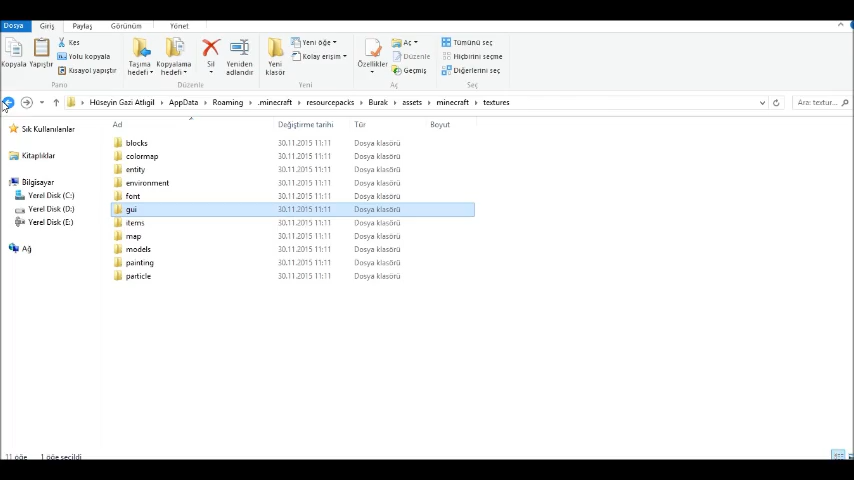 Dosya Giriş Paylaş Görünüm Yönet
Kopyala Yapıştır
Kes
Yolu kopyala
Kısayol yapıştır
Taşıma hedefi
Kopyalama hedefi
Sil
Yeniden adlandır
Yeni klasör
Yeni öğe
Kolay erişim
Özellikler
Aç
Düzenle
Geçmiş
Tümünü seç
Hiçbirini seçme
Diğerlerini seç
Pano Düzenle Yeni Aç Seç
Hüseyin Gazi Atlıgil AppData Roaming .minecraft resourcepacks Burak assets minecraft textures
Ara: textur...
Sık Kullanılanlar
Kitaplıklar
Bilgisayar
Yerel Disk (C:)
Yerel Disk (D:)
Yerel Disk (E:)
Ağ
Ad Değiştirme tarihi Tür Boyut
blocks 30.11.2015 11:11 Dosya klasörü
colormap 30.11.2015 11:11 Dosya klasörü
entity 30.11.2015 11:11 Dosya klasörü
environment 30.11.2015 11:11 Dosya klasörü
font 30.11.2015 11:11 Dosya klasörü
gui 30.11.2015 11:11 Dosya klasörü
items 30.11.2015 11:11 Dosya klasörü
map 30.11.2015 11:11 Dosya klasörü
models 30.11.2015 11:11 Dosya klasörü
painting 30.11.2015 11:11 Dosya klasörü
particle 30.11.2015 11:11 Dosya klasörü
11 öğe 1 öğe seçildi